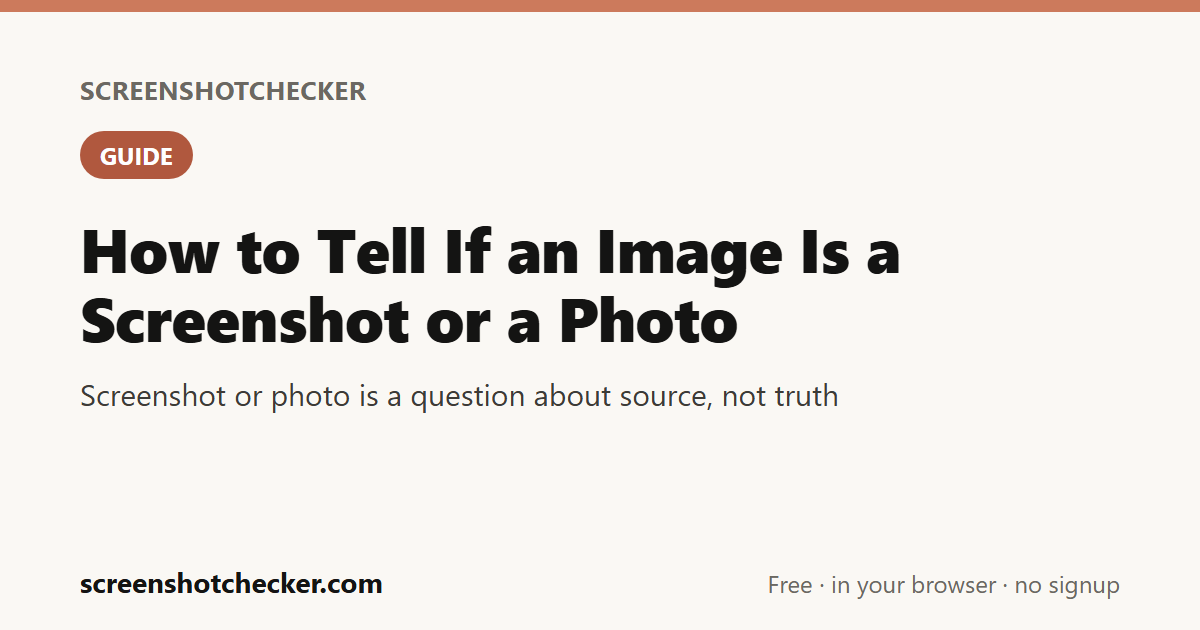 SCREENSHOTCHECKER
GUIDE
How to Tell If an Image Is a
Screenshot or a Photo
Screenshot or photo is a question about source, not truth
screenshotchecker.com
Free · in your browser · no signup